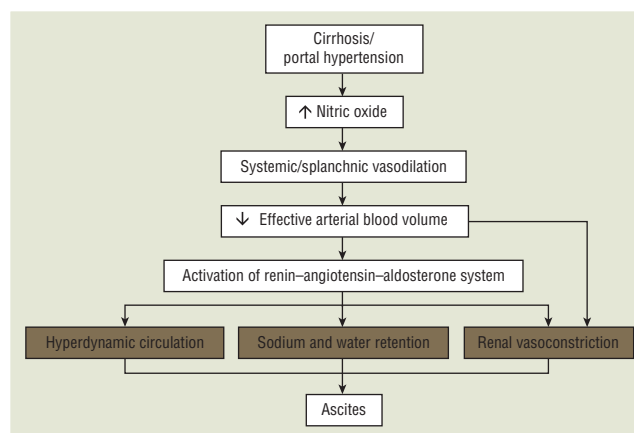 Cirrhosis/
portal hypertension
↑ Nitric oxide
Systemic/splanchnic vasodilation
↓ Effective arterial blood volume
Activation of renin–angiotensin–aldosterone system
Hyperdynamic circulation
Sodium and water retention
Renal vasoconstriction
Ascites